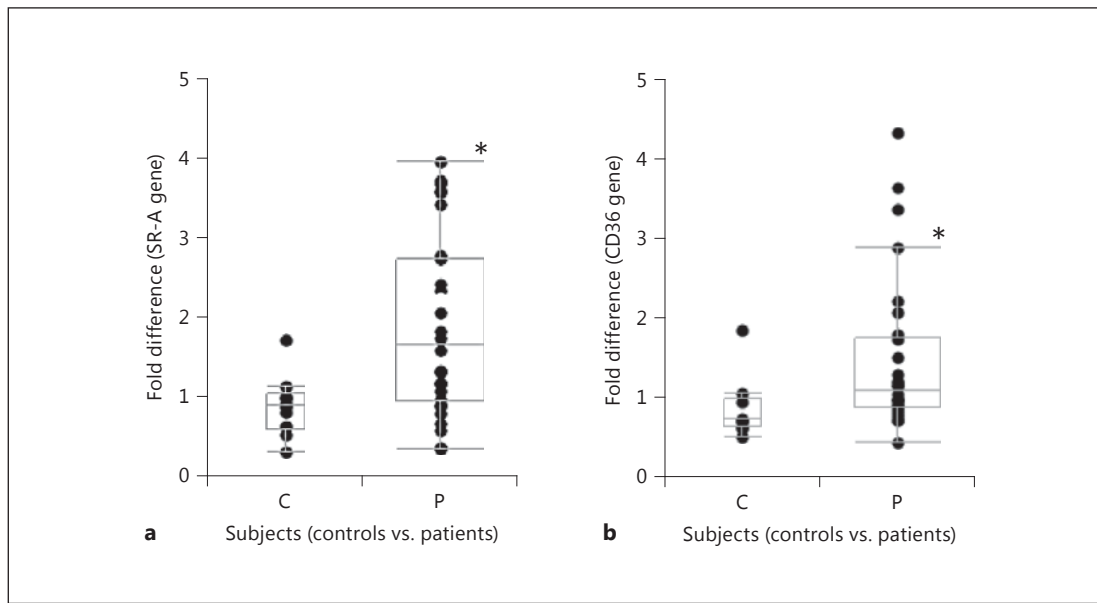 5
4
3
2
1
0
Fold difference (SR-A gene)
*
C
P
a
Subjects (controls vs. patients)
5
4
3
2
1
0
Fold difference (CD36 gene)
*
C
P
b
Subjects (controls vs. patients)